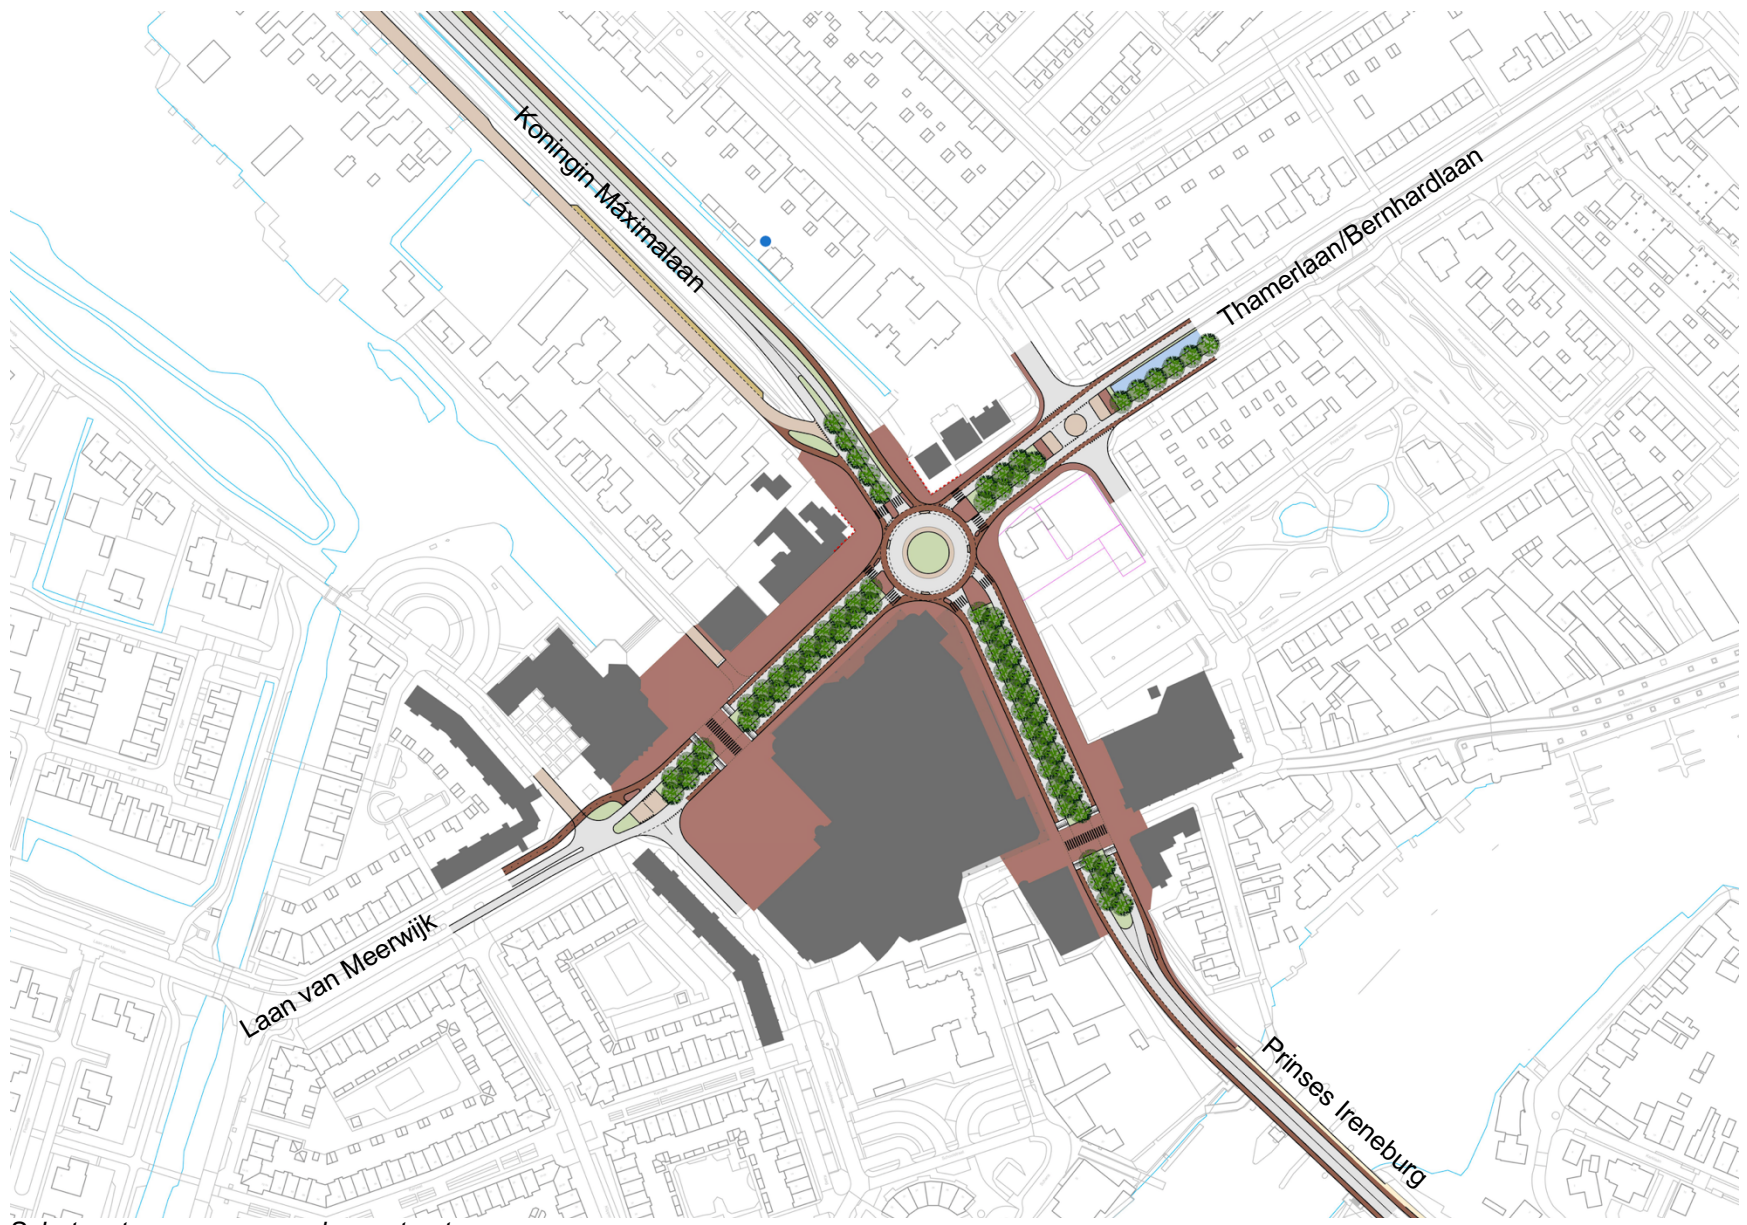 Koningin Máximalaan
Thamerlaan/Bernhardlaan
Laan van Meerwijk
Prinses Ireneburg